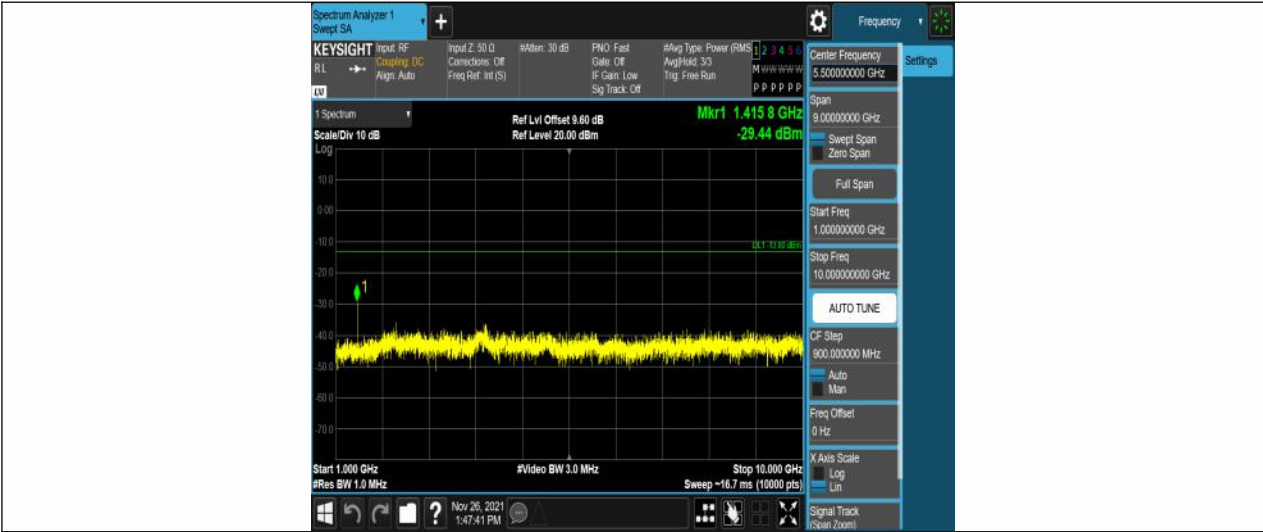 Spectrum Analyzer 1
Swept SA
+
Frequency
KEYSIGHT
Input: RF
Coupling: DC
Align: Auto
RL
LVI
Input Z: 50 Ω
Corrections: Off
Freq Ref: Int (S)
#Atten: 30 dB
PNO: Fast
Gate: Off
IF Gain: Low
Sig Track: Off
#Avg Type: Power (RMS
Avg|Hold: 3/3
Trig: Free Run
1 2 3 4 5 6
M W W W W W
P P P P P P
Center Frequency
5.500000000 GHz
Settings
1 Spectrum
Scale/Div 10 dB
Log
Ref Lvl Offset 9.60 dB
Ref Level 20.00 dBm
Mkr1 1.415 8 GHz
-29.44 dBm
Span
9.00000000 GHz
Swept Span
Zero Span
Full Span
Start Freq
1.000000000 GHz
Stop Freq
10.000000000 GHz
AUTO TUNE
CF Step
900.000000 MHz
Auto
Man
Freq Offset
0 Hz
X Axis Scale
Log
Lin
Signal Track
(Span Zoom)
10.0
0.00
-10.0
DL1 -13.00 dBm
-20.0
1
-30.0
-40.0
-50.0
-60.0
-70.0
Start 1.000 GHz
#Video BW 3.0 MHz
Stop 10.000 GHz
#Res BW 1.0 MHz
Sweep ~16.7 ms (10000 pts)
?
Nov 26, 2021
1:47:41 PM